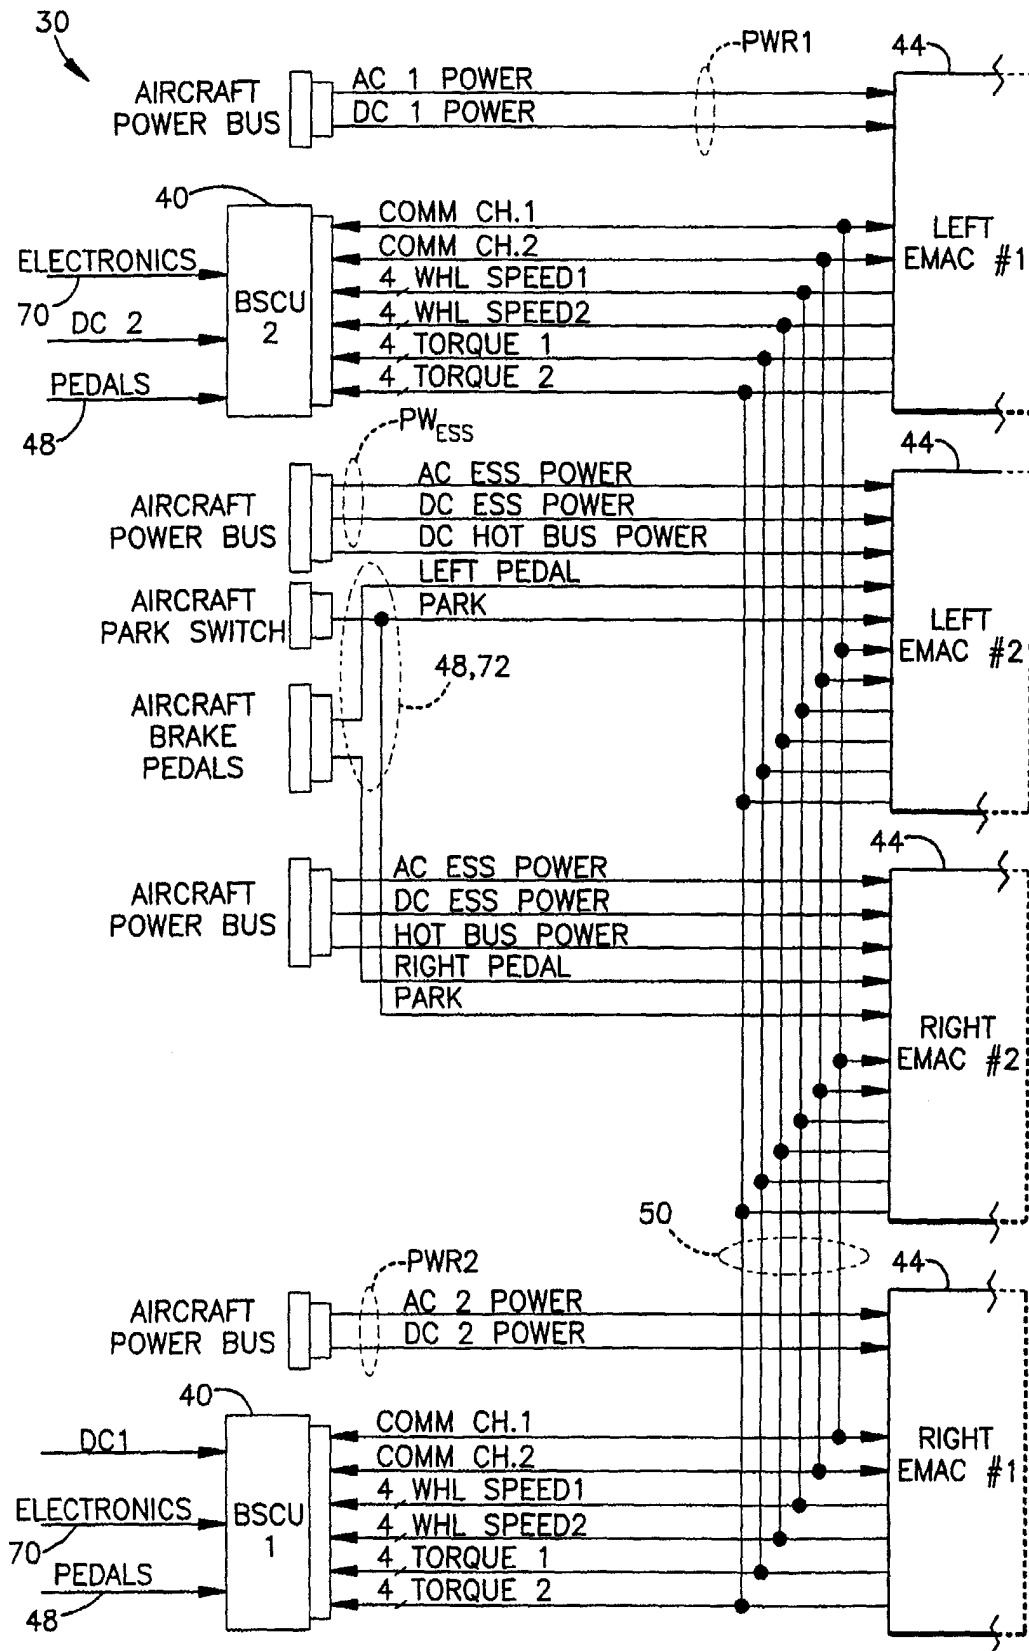 30
PWR1
44
AC 1 POWER
DC 1 POWER
AIRCRAFT
POWER BUS
40
COMM CH.1
COMM CH.2
4 WHL SPEED1
4 WHL SPEED2
4 TORQUE 1
4 TORQUE 2
LEFT
EMAC #1
ELECTRONICS
70
DC 2
PEDALS
48
BSCU
2
PWESS
44
AC ESS POWER
DC ESS POWER
DC HOT BUS POWER
LEFT PEDAL
PARK
AIRCRAFT
POWER BUS
AIRCRAFT
PARK SWITCH
48,72
LEFT
EMAC #2
AIRCRAFT
BRAKE
PEDALS
44
AC ESS POWER
DC ESS POWER
HOT BUS POWER
RIGHT PEDAL
PARK
AIRCRAFT
POWER BUS
RIGHT
EMAC #2
50
PWR2
44
AC 2 POWER
DC 2 POWER
AIRCRAFT
POWER BUS
40
COMM CH.1
COMM CH.2
4 WHL SPEED1
4 WHL SPEED2
4 TORQUE 1
4 TORQUE 2
RIGHT
EMAC #1
DC1
ELECTRONICS
70
PEDALS
48
BSCU
1